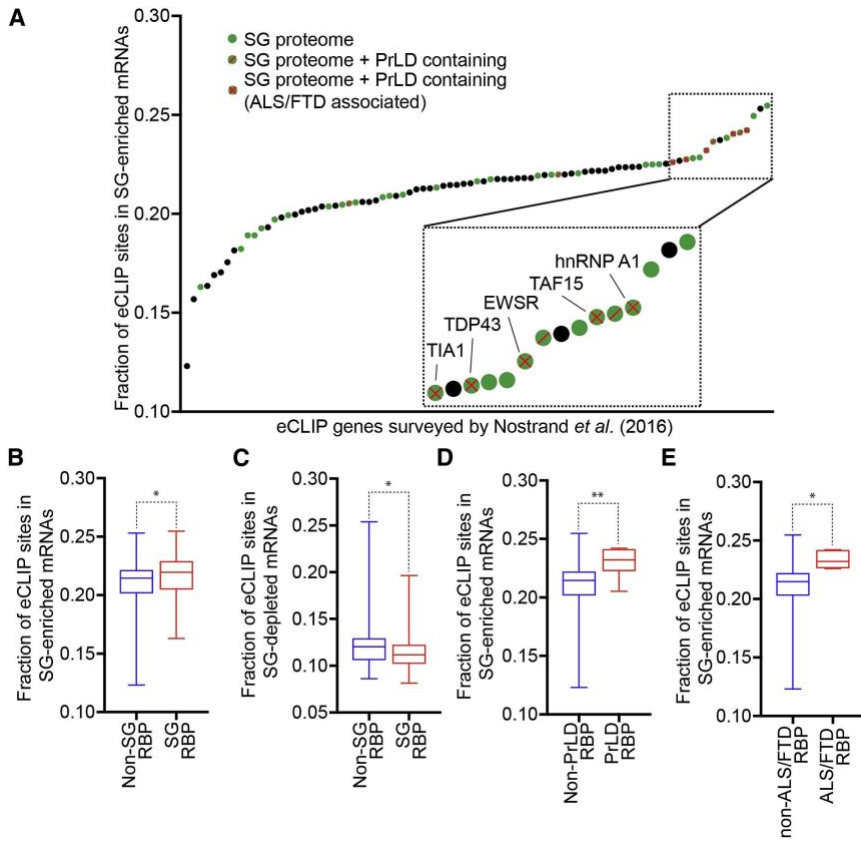 A
Fraction of eCLIP sites in SG-enriched mRNAs
0.30
0.25
0.20
0.15
0.10
SG proteome
SG proteome + PrLD containing
SG proteome + PrLD containing
(ALS/FTD associated)
hnRNP A1
TAF15
EWSR
TDP43
TIA1
eCLIP genes surveyed by Nostrand et al. (2016)
B
Fraction of eCLIP sites in
SG-enriched mRNAs
0.30
0.25
0.20
0.15
0.10
*
Non-SG
RBP
SG
RBP
C
Fraction of eCLIP sites in
SG-depleted mRNAs
0.30
0.25
0.20
0.15
0.10
0.05
*
Non-SG
RBP
SG
RBP
D
Fraction of eCLIP sites in
SG-enriched mRNAs
0.30
0.25
0.20
0.15
0.10
**
Non-PrLD
RBP
PrLD
RBP
E
Fraction of eCLIP sites in
SG-enriched mRNAs
0.30
0.25
0.20
0.15
0.10
*
non-ALS/FTD
RBP
ALS/FTD
RBP